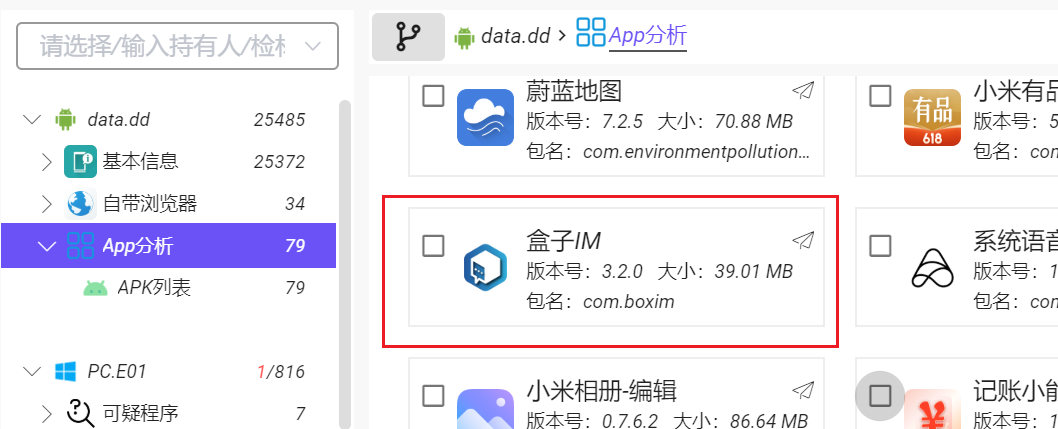 请选择/输入持有人/检材
data.dd 25485
基本信息 25372
自带浏览器 34
App分析 79
APK列表 79
PC.E01 1/816
可疑程序 7
data.dd > App分析
蔚蓝地图
版本号：7.2.5 大小：70.88 MB
包名：com.environmentpollution...
小米有品
有品
618
版本号：5
包名：com
盒子IM
版本号：3.2.0 大小：39.01 MB
包名：com.boxim
系统语音
版本号：1
包名：com
小米相册-编辑
版本号：0.7.6.2 大小：86.64 MB
记账小能
版本号：1